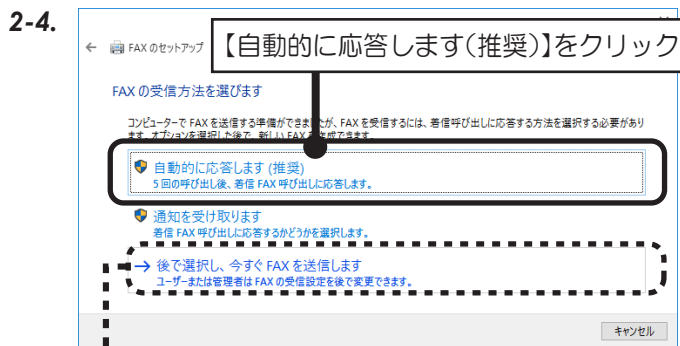 2-4.
FAX のセットアップ
【自動的に応答します(推奨)】をクリック
FAX の受信方法を選びます
コンピューターで FAX を送信する準備ができましたが、FAX を受信するには、着信呼び出しに応答する方法を選択する必要があり
ます。オプションを選択した後で、新しい FAX を作成できます。
自動的に応答します (推奨)
5 回の呼び出し後、着信 FAX 呼び出しに応答します。
通知を受け取ります
着信 FAX 呼び出しに応答するかどうかを選択します。
後で選択し、今すぐ FAX を送信します
ユーザーまたは管理者は FAX の受信設定を後で変更できます。
キャンセル